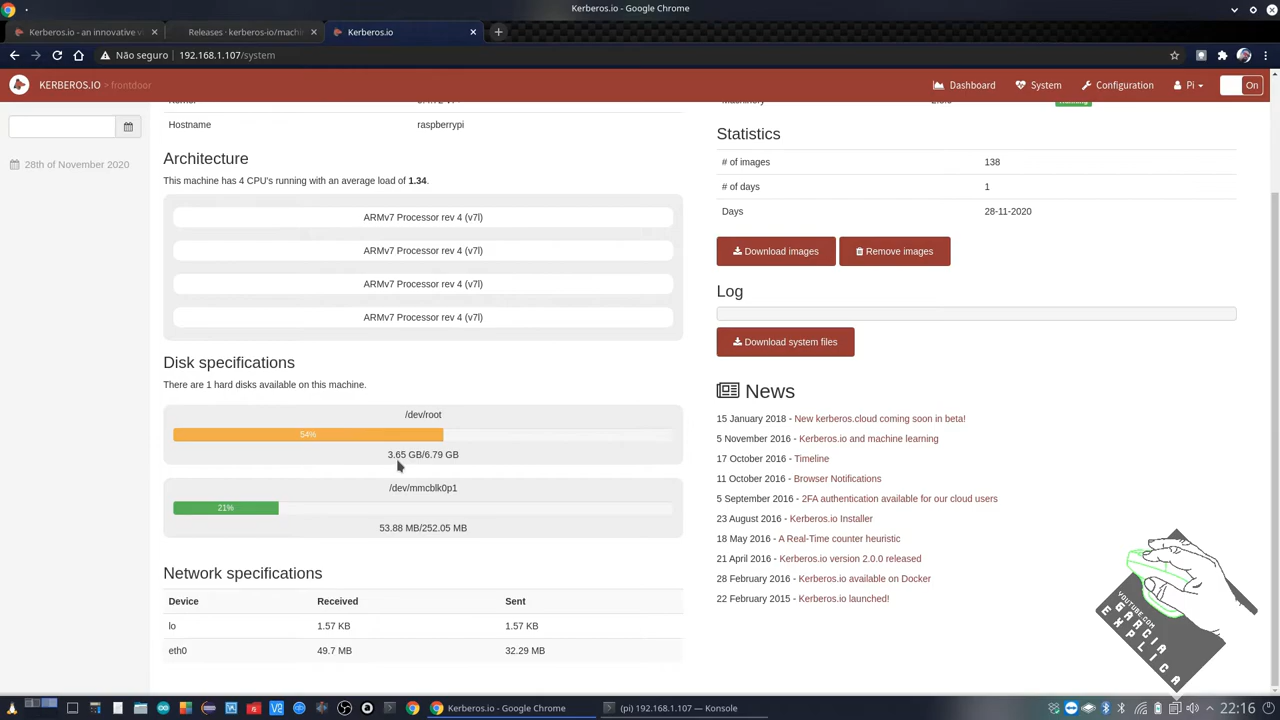 Kerberos.io - Google Chrome
Kerberos.io - an innovative v
Releases · kerberos-io/machin
Kerberos.io
Não seguro
192.168.1.107/system
KERBEROS.IO > frontdoor
Dashboard
System
Configuration
Pi
On
28th of November 2020
Hostname
raspberrypi
Architecture
This machine has 4 CPU's running with an average load of 1.34.
ARMv7 Processor rev 4 (v7l)
ARMv7 Processor rev 4 (v7l)
ARMv7 Processor rev 4 (v7l)
ARMv7 Processor rev 4 (v7l)
Disk specifications
There are 1 hard disks available on this machine.
/dev/root
54%
3.65 GB/6.79 GB
/dev/mmcblk0p1
21%
53.88 MB/252.05 MB
Network specifications
Device Received Sent
lo 1.57 KB 1.57 KB
eth0 49.7 MB 32.29 MB
Statistics
# of images 138
# of days 1
Days 28-11-2020
Download images
Remove images
Log
Download system files
News
15 January 2018 - New kerberos.cloud coming soon in beta!
5 November 2016 - Kerberos.io and machine learning
17 October 2016 - Timeline
11 October 2016 - Browser Notifications
5 September 2016 - 2FA authentication available for our cloud users
23 August 2016 - Kerberos.io Installer
18 May 2016 - A Real-Time counter heuristic
21 April 2016 - Kerberos.io version 2.0.0 released
28 February 2016 - Kerberos.io available on Docker
22 February 2015 - Kerberos.io launched!
YOUTUBE.COM
GARCIA
EXPLICA
Kerberos.io - Google Chrome
(pi) 192.168.1.107 — Konsole
22:16